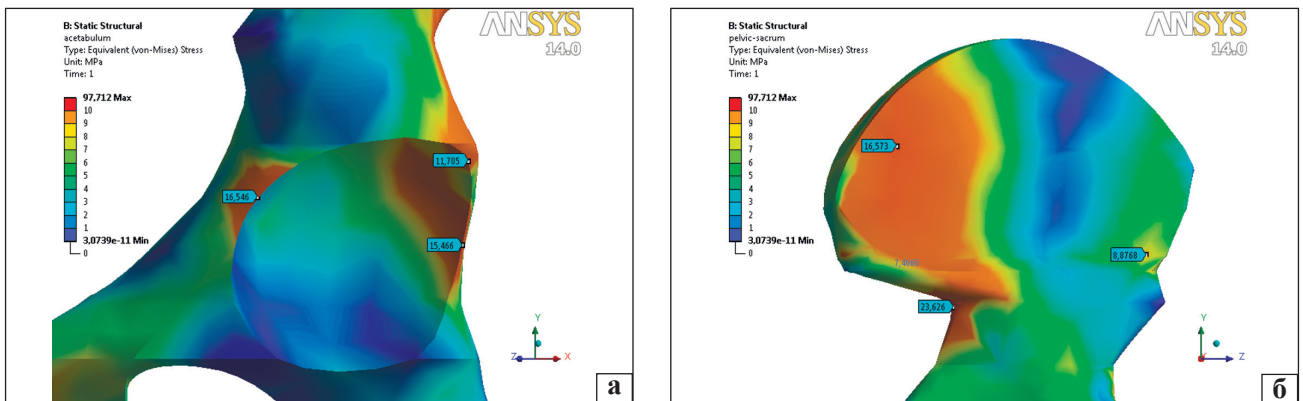 B: Static Structural
acetabulum
Type: Equivalent (von-Mises) Stress
Unit: MPa
Time: 1
97,712 Max
10
9
8
7
6
5
4
3
2
1
3,0739e-11 Min
0
ANSYS
14.0
11,705
16,546
15,466
Y
Z
X
а
B: Static Structural
pelvic-sacrum
Type: Equivalent (von-Mises) Stress
Unit: MPa
Time: 1
97,712 Max
10
9
8
7
6
5
4
3
2
1
3,0739e-11 Min
0
ANSYS
14.0
16,573
8,8768
23,626
Y
X
Z
б